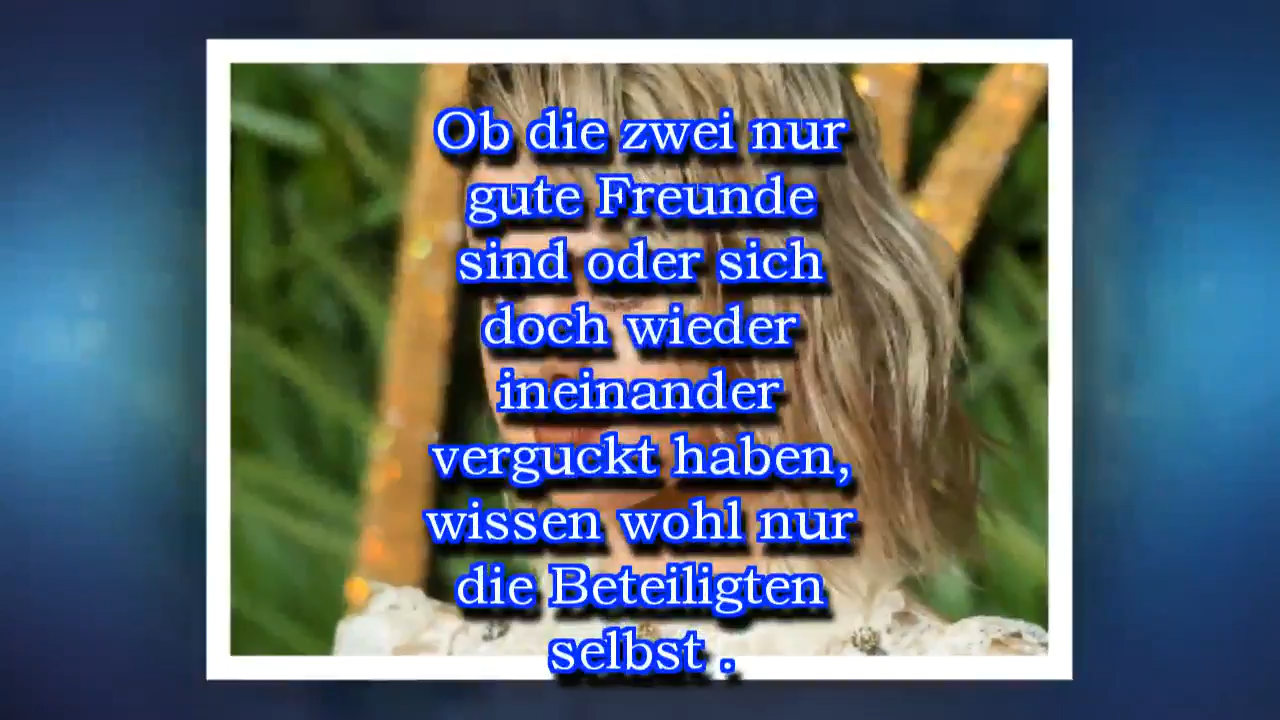 Ob die zwei nur
gute Freunde
sind oder sich
doch wieder
ineinander
verguckt haben,
wissen wohl nur
die Beteiligten
selbst .